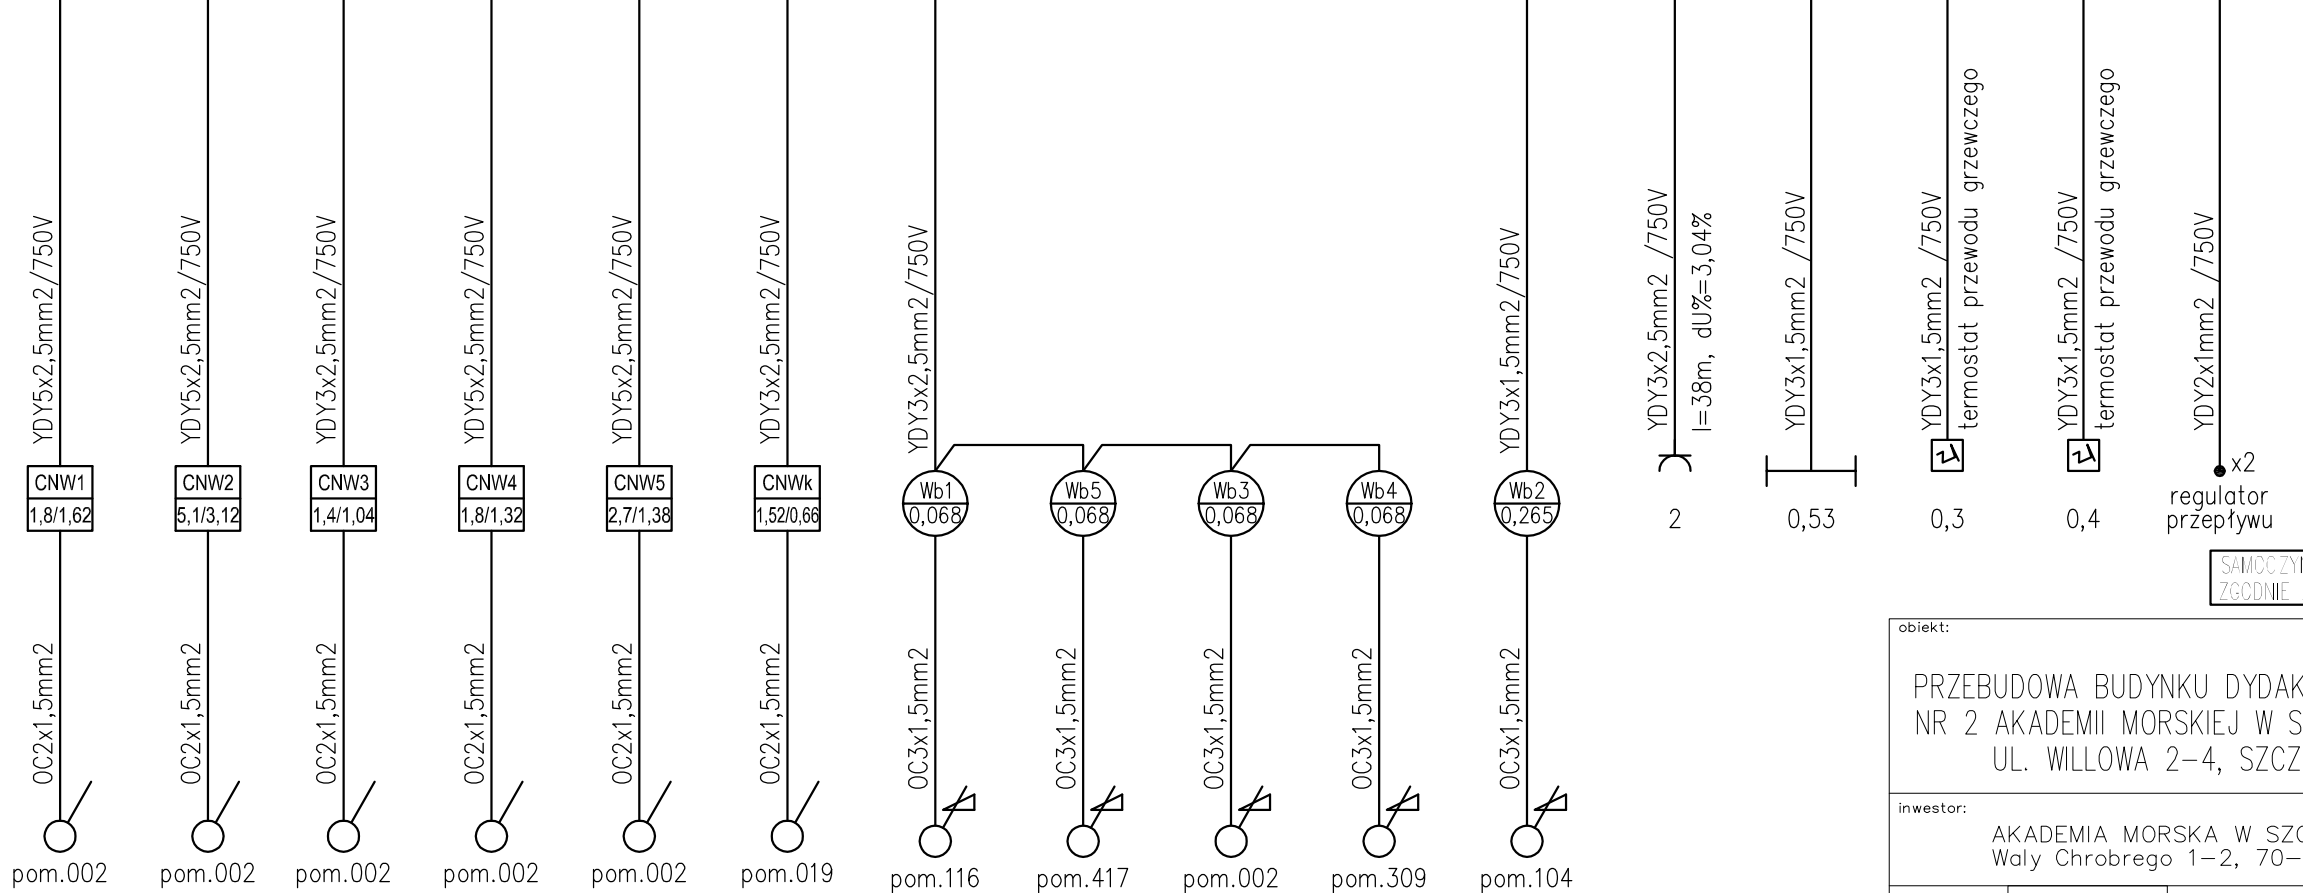 YDY5x2,5mm2/750V
YDY5x2,5mm2/750V
YDY3x2,5mm2/750V
YDY5x2,5mm2/750V
YDY5x2,5mm2/750V
YDY3x2,5mm2/750V
YDY3x2,5mm2/750V
YDY3x1,5mm2/750V
YDY3x2,5mm2 /750V
l=38m, dU%=3,04%
YDY3x1,5mm2 /750V
YDY3x1,5mm2 /750V
termostat przewodu grzewczego
YDY3x1,5mm2 /750V
termostat przewodu grzewczego
YDY2x1mm2 /750V
CNW1
1,8/1,62
CNW2
5,1/3,12
CNW3
1,4/1,04
CNW4
1,8/1,32
CNW5
2,7/1,38
CNWk
1,52/0,66
Wb1
0,068
Wb5
0,068
Wb3
0,068
Wb4
0,068
Wb2
0,265
2
0,53
0,3
0,4
x2
regulator
przepływu
ZGODNIE
OC2x1,5mm2
OC2x1,5mm2
OC2x1,5mm2
OC2x1,5mm2
OC2x1,5mm2
OC2x1,5mm2
OC3x1,5mm2
OC3x1,5mm2
OC3x1,5mm2
OC3x1,5mm2
OC3x1,5mm2
pom.002
pom.002
pom.002
pom.002
pom.002
pom.019
pom.116
pom.417
pom.002
pom.309
pom.104
obiekt:
PRZEBUDOWA BUDYNKU DYDAK
NR 2 AKADEMII MORSKIEJ W S
UL. WILLOWA 2-4, SZCZ
inwestor:
AKADEMIA MORSKA W SZC
Waly Chrobrego 1-2, 70-